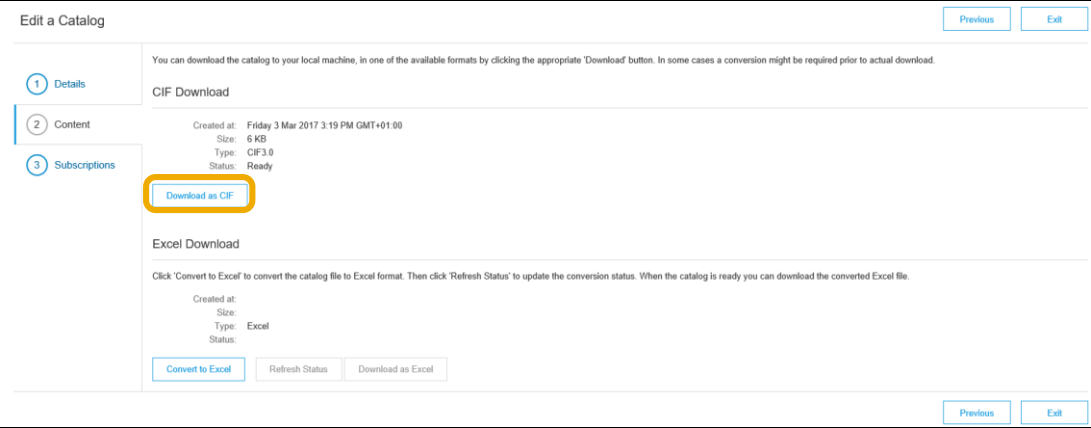 Edit a Catalog
Previous
Exit
1 Details
2 Content
3 Subscriptions
You can download the catalog to your local machine, in one of the available formats by clicking the appropriate 'Download' button. In some cases a conversion might be required prior to actual download.
CIF Download
Created at: Friday 3 Mar 2017 3:19 PM GMT+01:00
Size: 6 KB
Type: CIF3.0
Status: Ready
Download as CIF
Excel Download
Click 'Convert to Excel' to convert the catalog file to Excel format. Then click 'Refresh Status' to update the conversion status. When the catalog is ready you can download the converted Excel file.
Created at:
Size:
Type: Excel
Status:
Convert to Excel
Refresh Status
Download as Excel
Previous
Exit